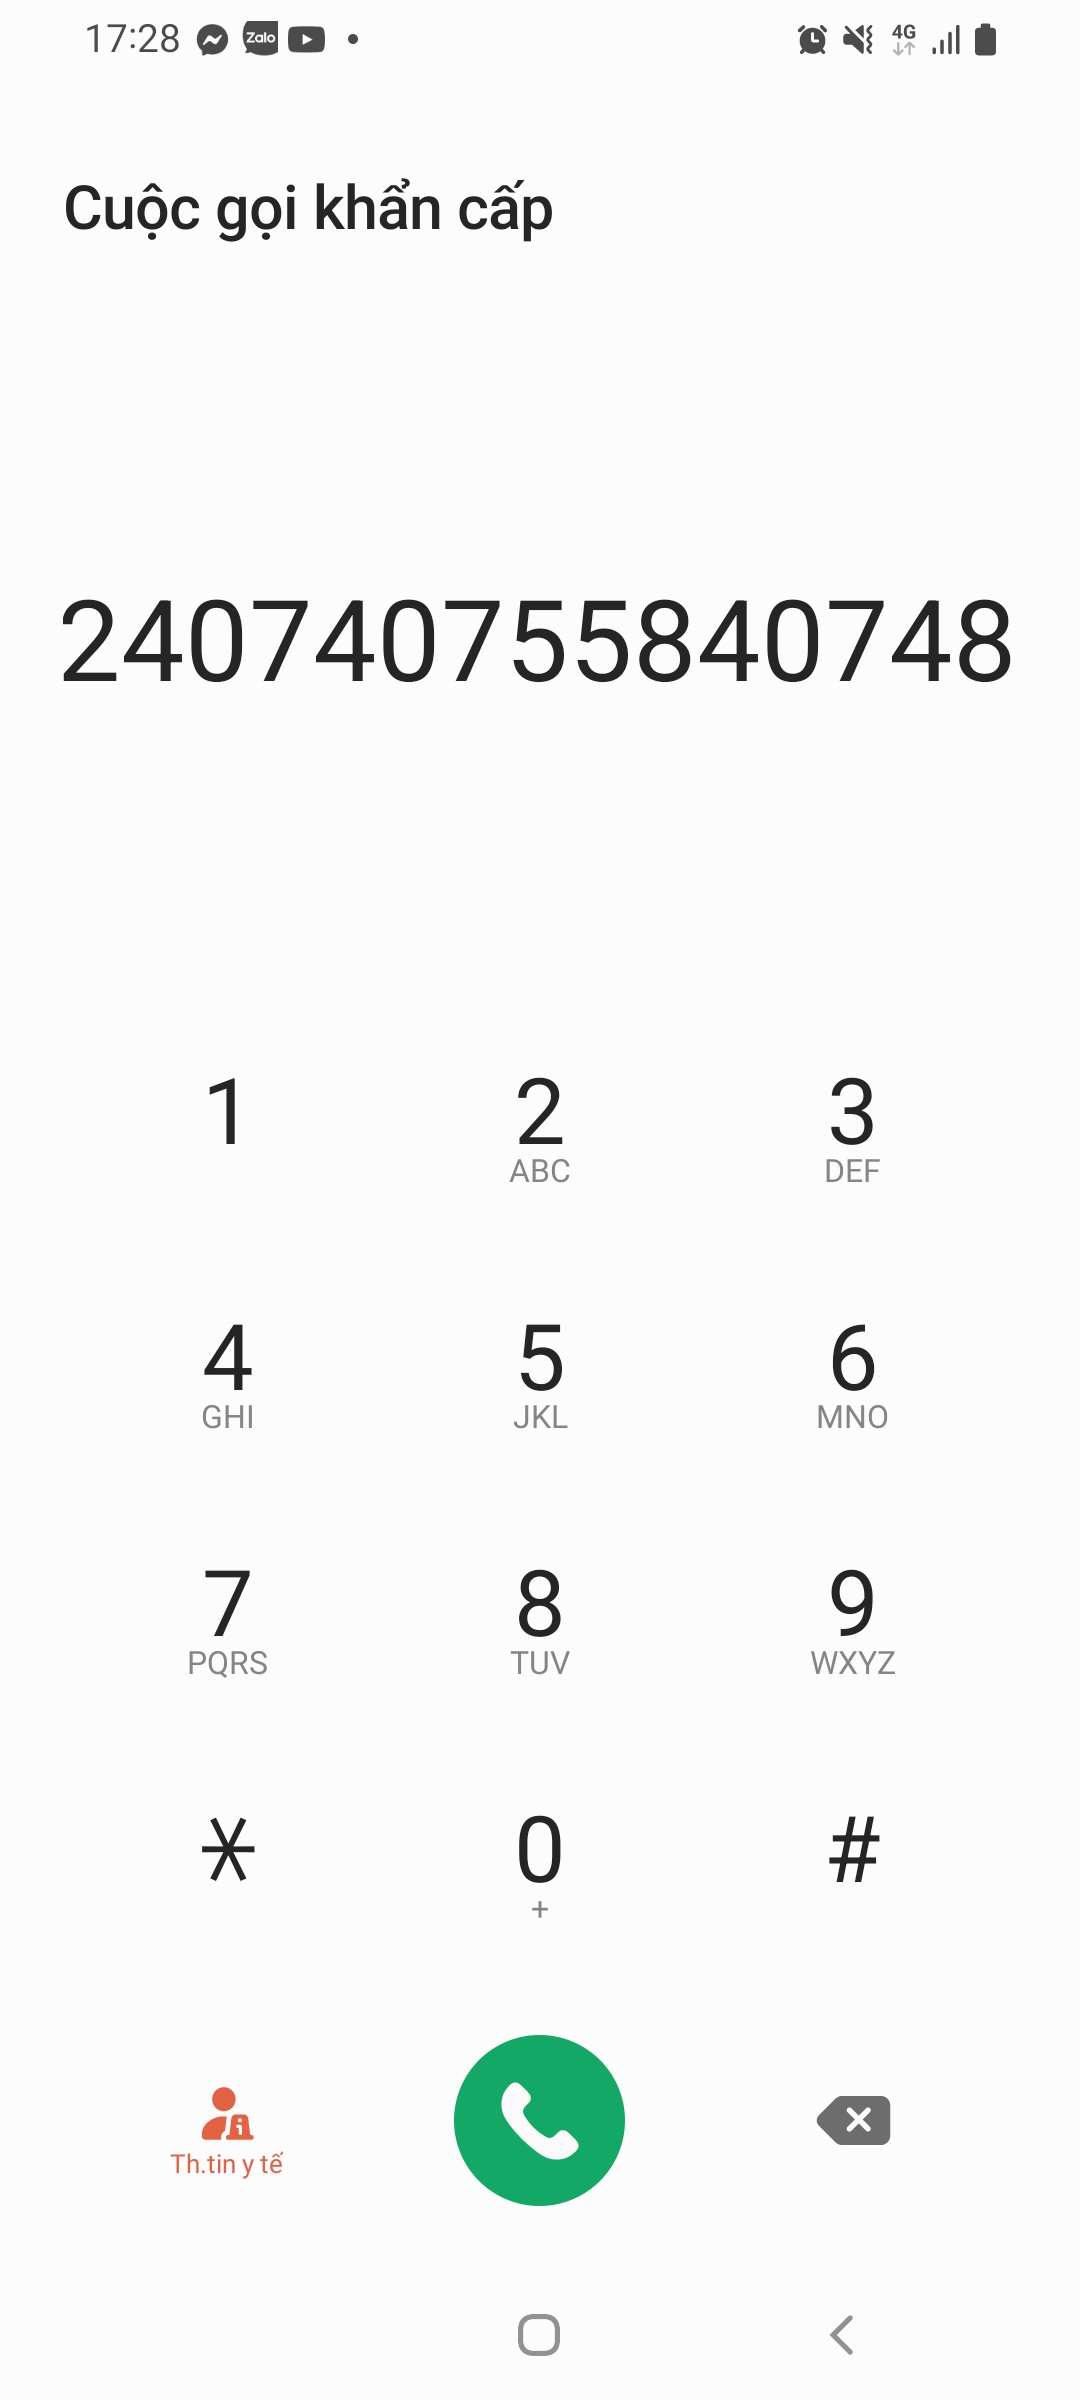 17:28 Zalo 4G
Cuộc gọi khẩn cấp
240740755840748
1 2 3
ABC DEF
4 5 6
GHI JKL MNO
7 8 9
PQRS TUV WXYZ
* 0 #
+
Th.tin y tế